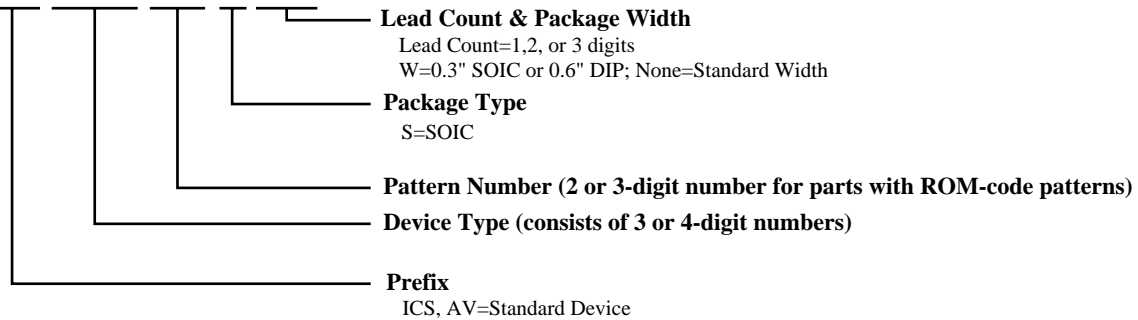 Lead Count & Package Width
Lead Count=1,2, or 3 digits
W=0.3" SOIC or 0.6" DIP; None=Standard Width
Package Type
S=SOIC
Pattern Number (2 or 3-digit number for parts with ROM-code patterns)
Device Type (consists of 3 or 4-digit numbers)
Prefix
ICS, AV=Standard Device